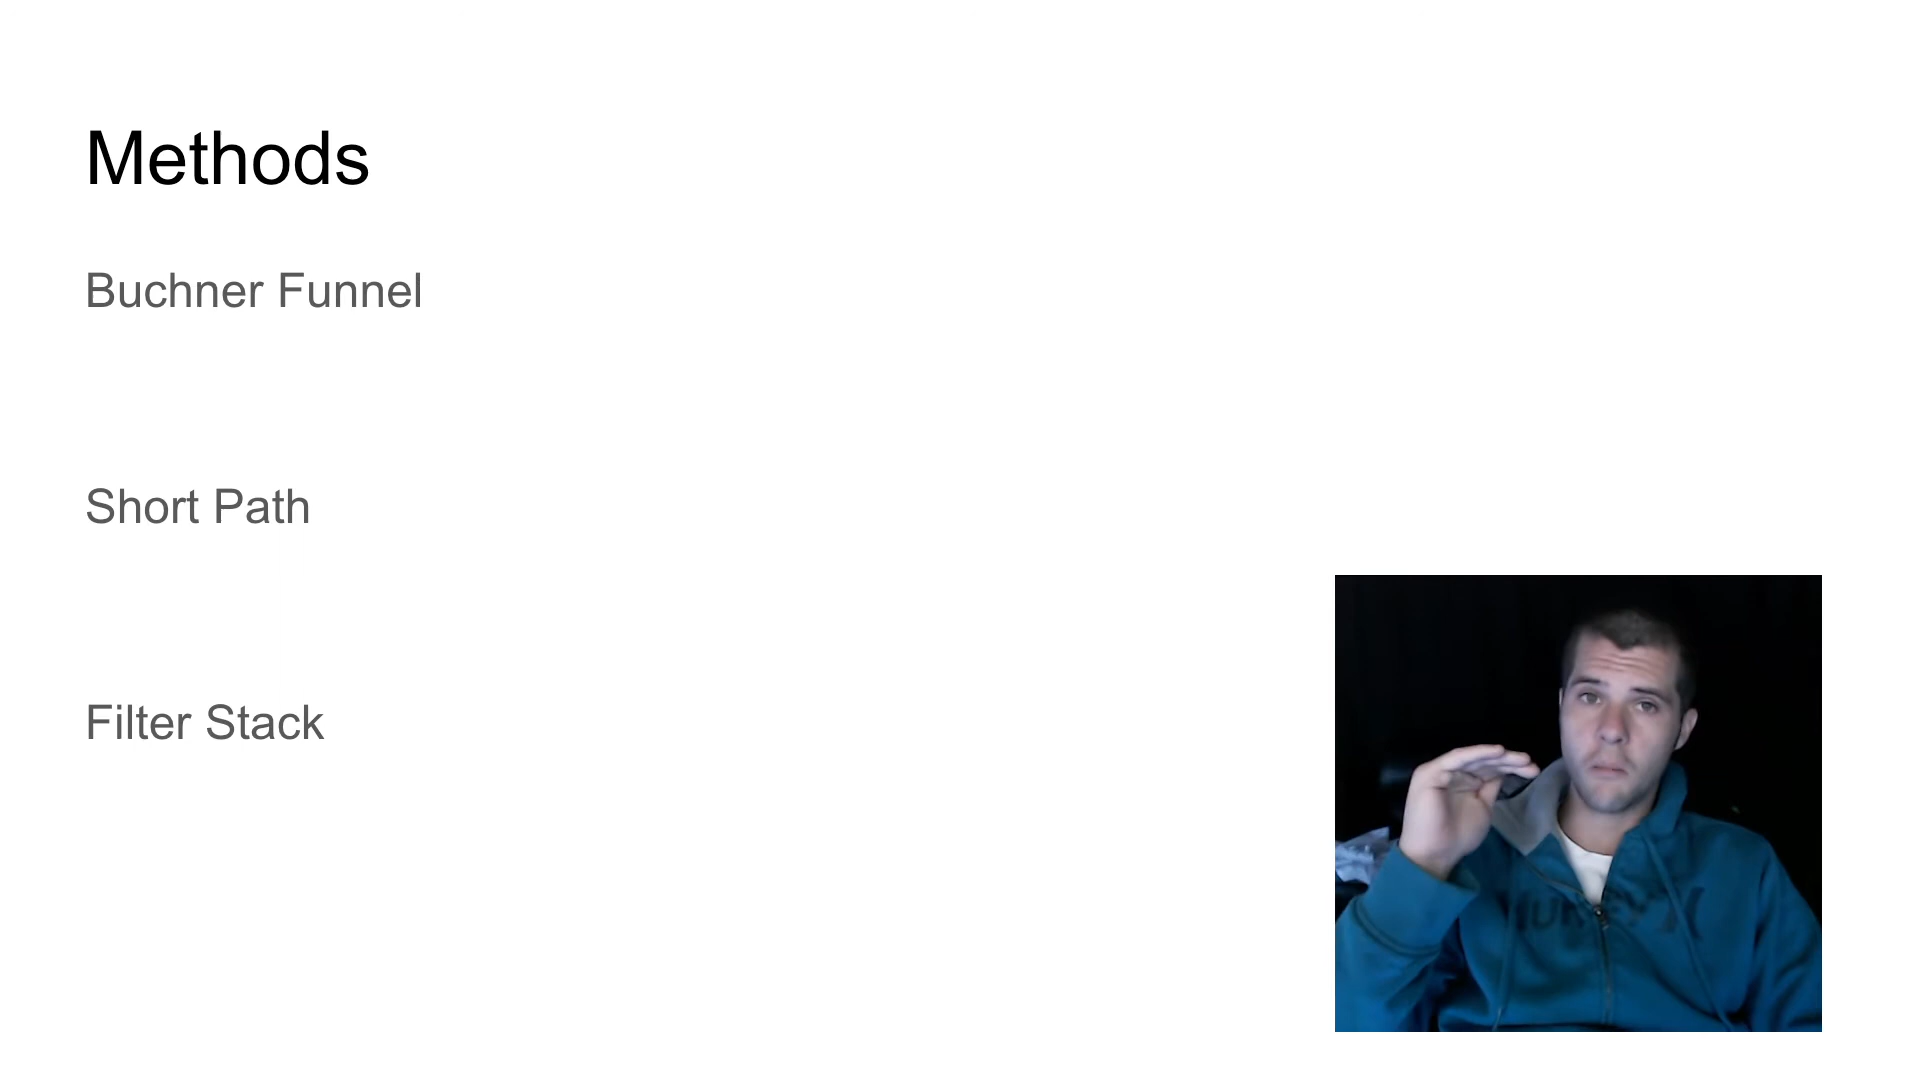 Methods
Buchner Funnel
Short Path
Filter Stack